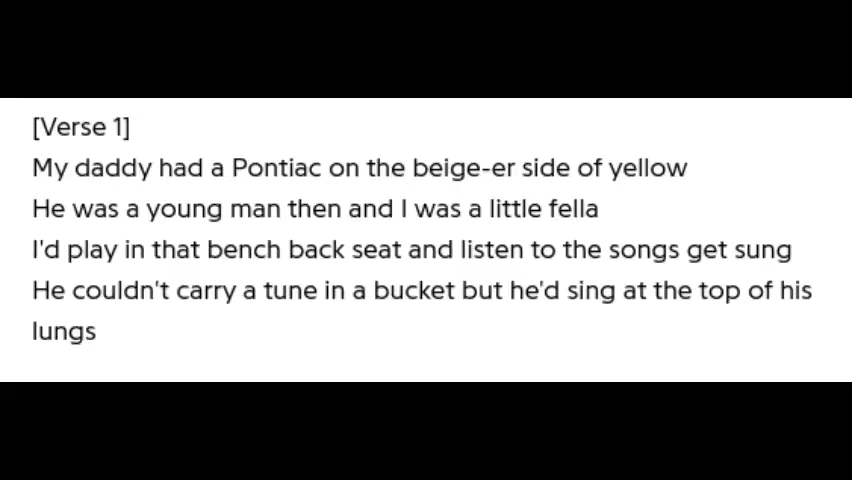 [Verse 1]
My daddy had a Pontiac on the beige-er side of yellow
He was a young man then and I was a little fella
I'd play in that bench back seat and listen to the songs get sung
He couldn't carry a tune in a bucket but he'd sing at the top of his
lungs